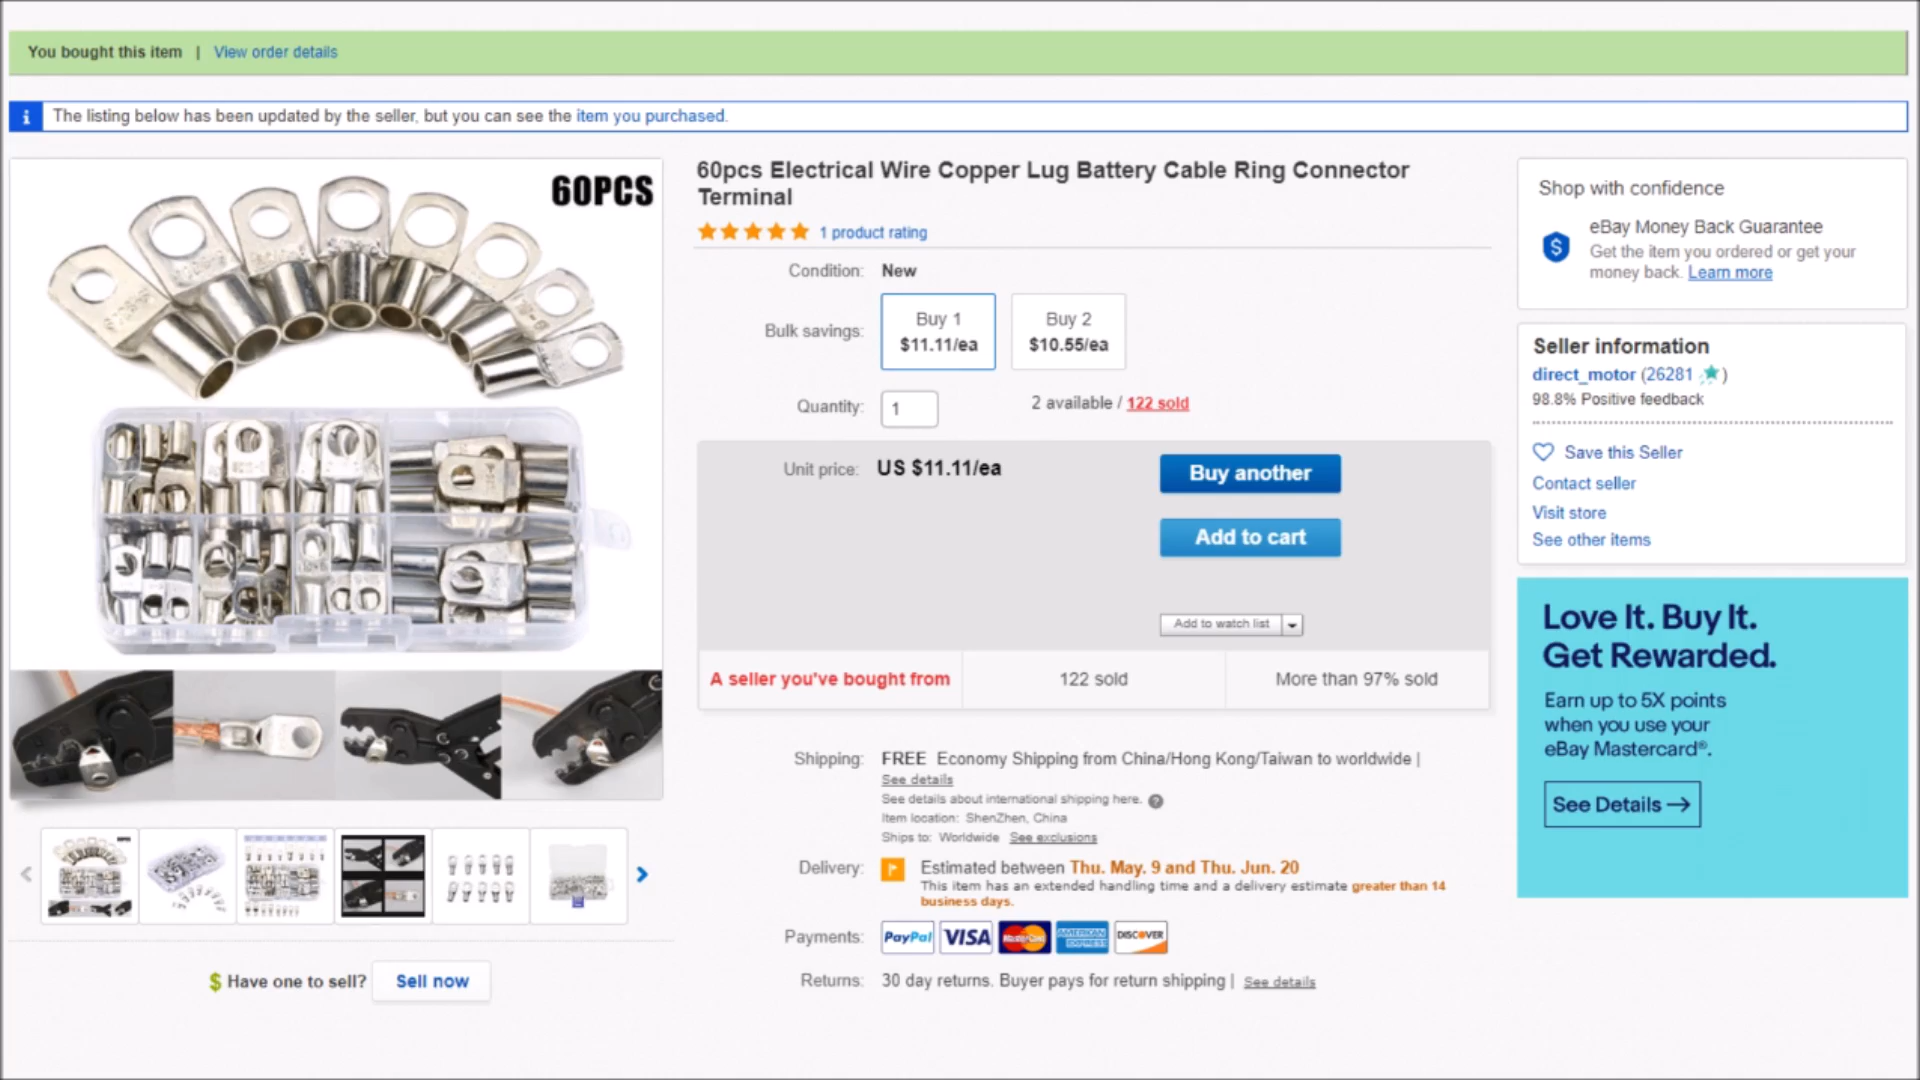 You bought this item | View order details
i The listing below has been updated by the seller, but you can see the item you purchased.
60PCS
60pcs Electrical Wire Copper Lug Battery Cable Ring Connector
Terminal
1 product rating
Condition: New
Bulk savings:
Buy 1
$11.11/ea
Buy 2
$10.55/ea
Quantity: 1
2 available / 122 sold
Unit price: US $11.11/ea
Buy another
Add to cart
Add to watch list
A seller you've bought from
122 sold
More than 97% sold
Shipping: FREE Economy Shipping from China/Hong Kong/Taiwan to worldwide |
See details
See details about international shipping here. ?
Item location: ShenZhen, China
Ships to: Worldwide See exclusions
Delivery: Estimated between Thu. May. 9 and Thu. Jun. 20
This item has an extended handling time and a delivery estimate greater than 14
business days.
Payments: PayPal VISA MasterCard AMERICAN EXPRESS DISCOVER
Returns: 30 day returns. Buyer pays for return shipping | See details
$ Have one to sell? Sell now
Shop with confidence
$ eBay Money Back Guarantee
Get the item you ordered or get your
money back. Learn more
Seller information
direct_motor (26281 )
98.8% Positive feedback
Save this Seller
Contact seller
Visit store
See other items
Love It. Buy It.
Get Rewarded.
Earn up to 5X points
when you use your
eBay Mastercard®.
See Details →